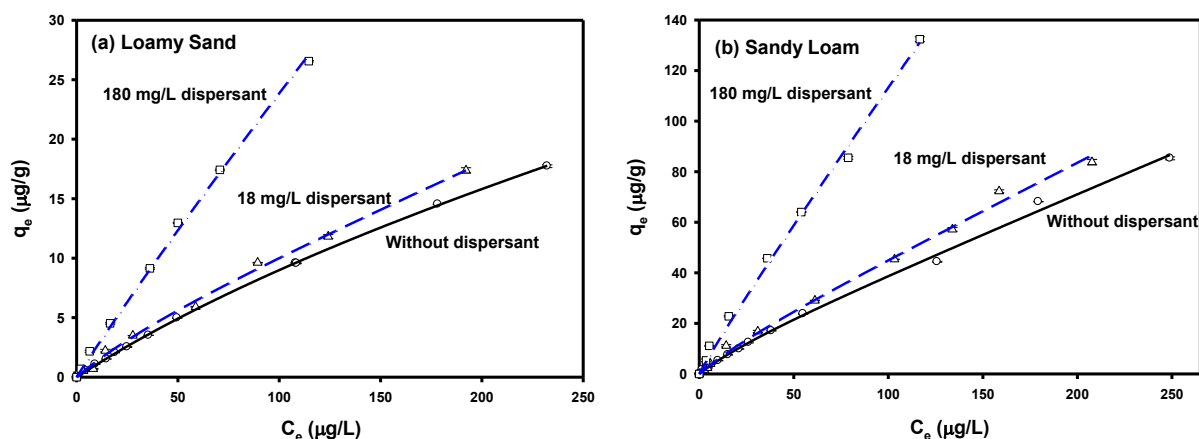 (a) Loamy Sand
180 mg/L dispersant
18 mg/L dispersant
Without dispersant
30
25
20
15
10
5
0
0 50 100 150 200 250
qe (µg/g)
Ce (µg/L)
(b) Sandy Loam
180 mg/L dispersant
18 mg/L dispersant
Without dispersant
140
120
100
80
60
40
20
0
0 50 100 150 200 250
qe (µg/g)
Ce (µg/L)